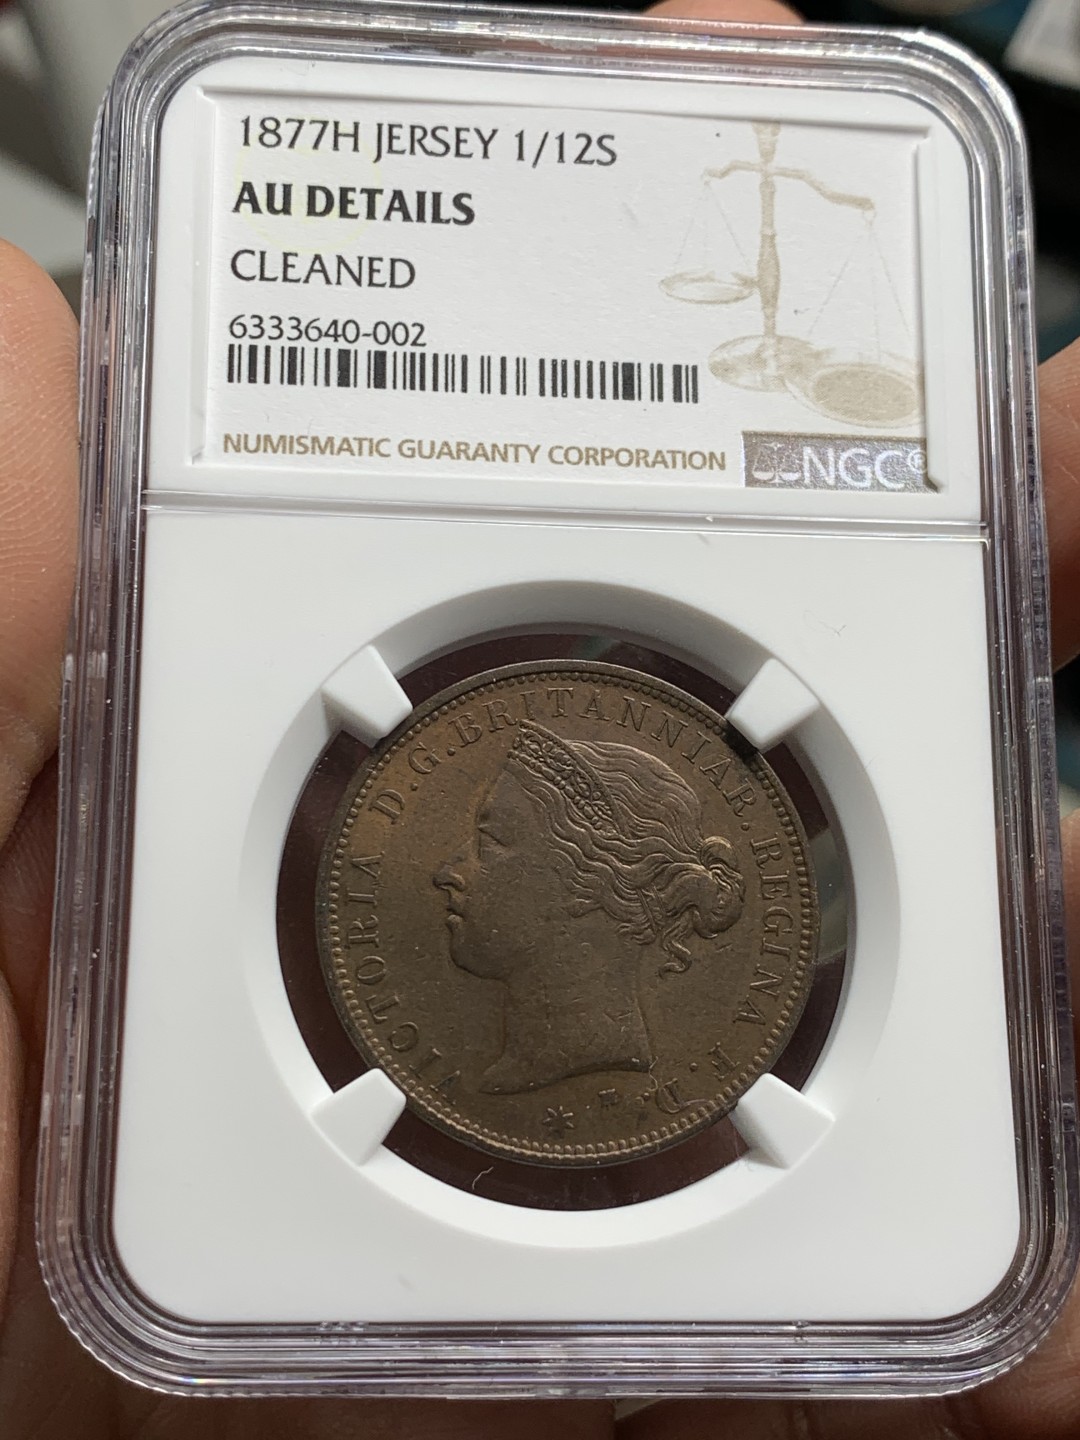 1877H JERSEY 1/12S
AU DETAILS
CLEANED
6333640-002
NUMISMATIC GUARANTY CORPORATION
NGC®
VICTORIA D.G.BRITANNIAR.REGINA F.D.